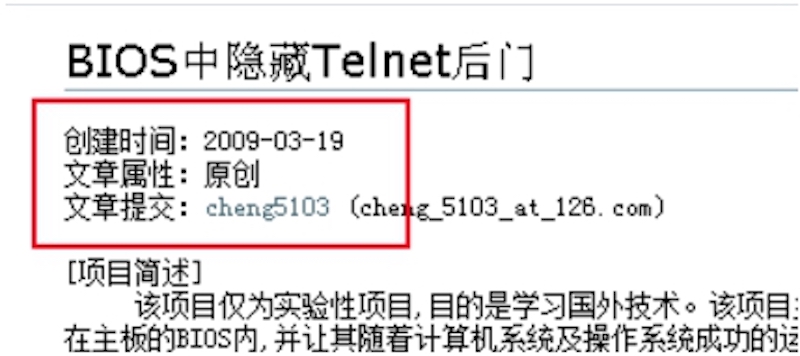 BIOS中隐藏Telnet后门
创建时间：2009-03-19
文章属性：原创
文章提交：cheng5103 (cheng_5103_at_126.com)
[项目简述]
该项目仅为实验性项目,目的是学习国外技术。该项目主
在主板的BIOS内,并让其随着计算机系统及操作系统成功的运